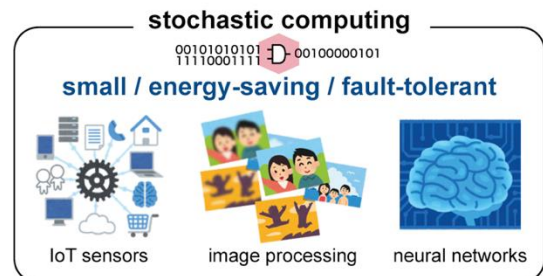 stochastic computing
00101010101
11110001111
00100000101
small / energy-saving / fault-tolerant
IoT sensors
image processing
neural networks